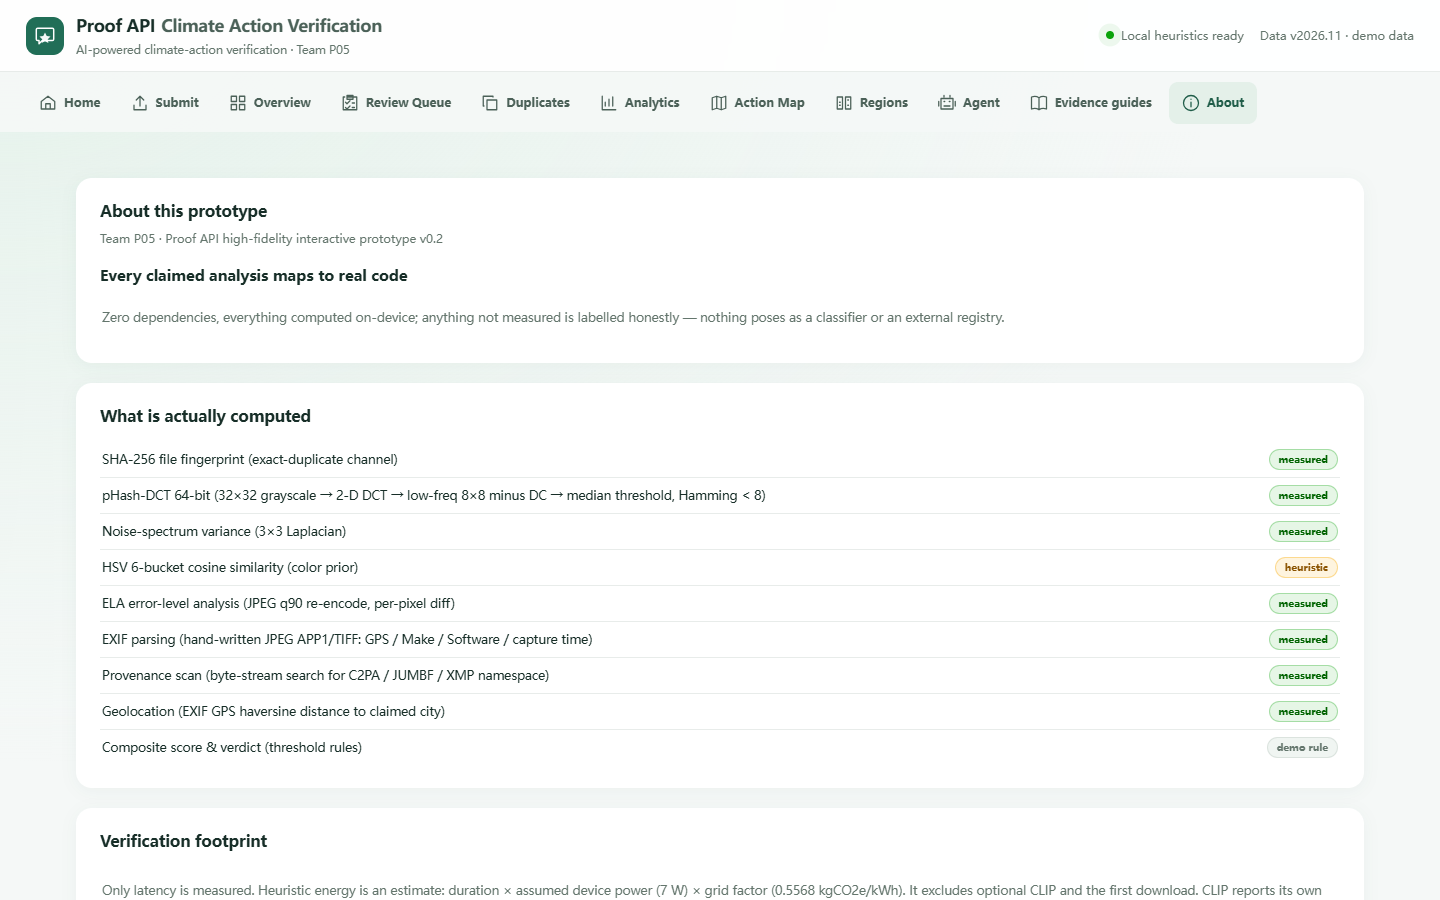 Proof API Climate Action Verification
AI-powered climate-action verification · Team P05
Local heuristics ready
Data v2026.11 · demo data
Home
Submit
Overview
Review Queue
Duplicates
Analytics
Action Map
Regions
Agent
Evidence guides
About
About this prototype
Team P05 · Proof API high-fidelity interactive prototype v0.2
Every claimed analysis maps to real code
Zero dependencies, everything computed on-device; anything not measured is labelled honestly — nothing poses as a classifier or an external registry.
What is actually computed
SHA-256 file fingerprint (exact-duplicate channel)
measured
pHash-DCT 64-bit (32×32 grayscale → 2-D DCT → low-freq 8×8 minus DC → median threshold, Hamming < 8)
measured
Noise-spectrum variance (3×3 Laplacian)
measured
HSV 6-bucket cosine similarity (color prior)
heuristic
ELA error-level analysis (JPEG q90 re-encode, per-pixel diff)
measured
EXIF parsing (hand-written JPEG APP1/TIFF: GPS / Make / Software / capture time)
measured
Provenance scan (byte-stream search for C2PA / JUMBF / XMP namespace)
measured
Geolocation (EXIF GPS haversine distance to claimed city)
measured
Composite score & verdict (threshold rules)
demo rule
Verification footprint
Only latency is measured. Heuristic energy is an estimate: duration × assumed device power (7 W) × grid factor (0.5568 kgCO2e/kWh). It excludes optional CLIP and the first download. CLIP reports its own